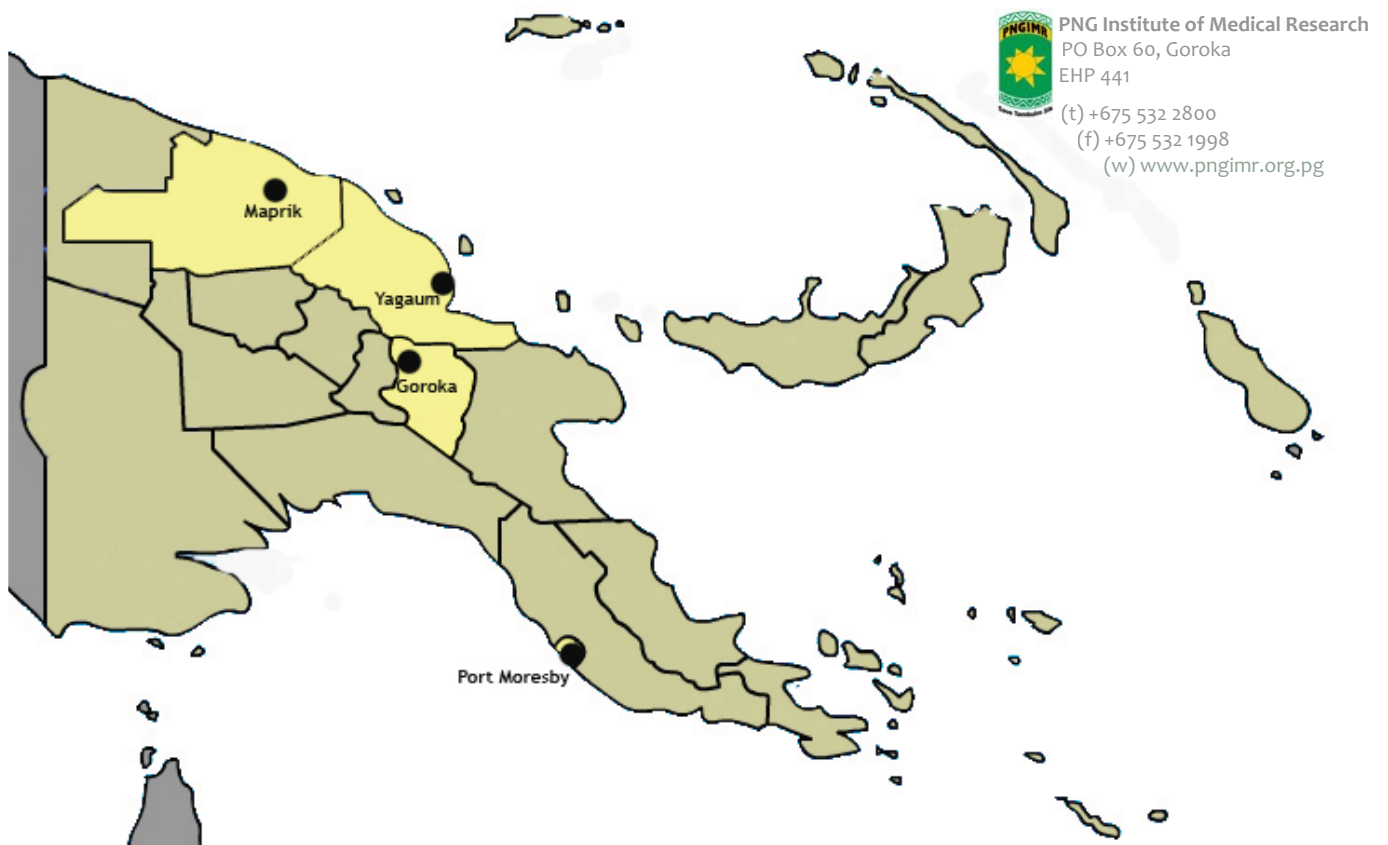 PNGIMR
PNG Institute of Medical Research
PO Box 60, Goroka
EHP 441
(t) +675 532 2800
(f) +675 532 1998
(w) www.pngimr.org.pg
Maprik
Yagaum
Goroka
Port Moresby